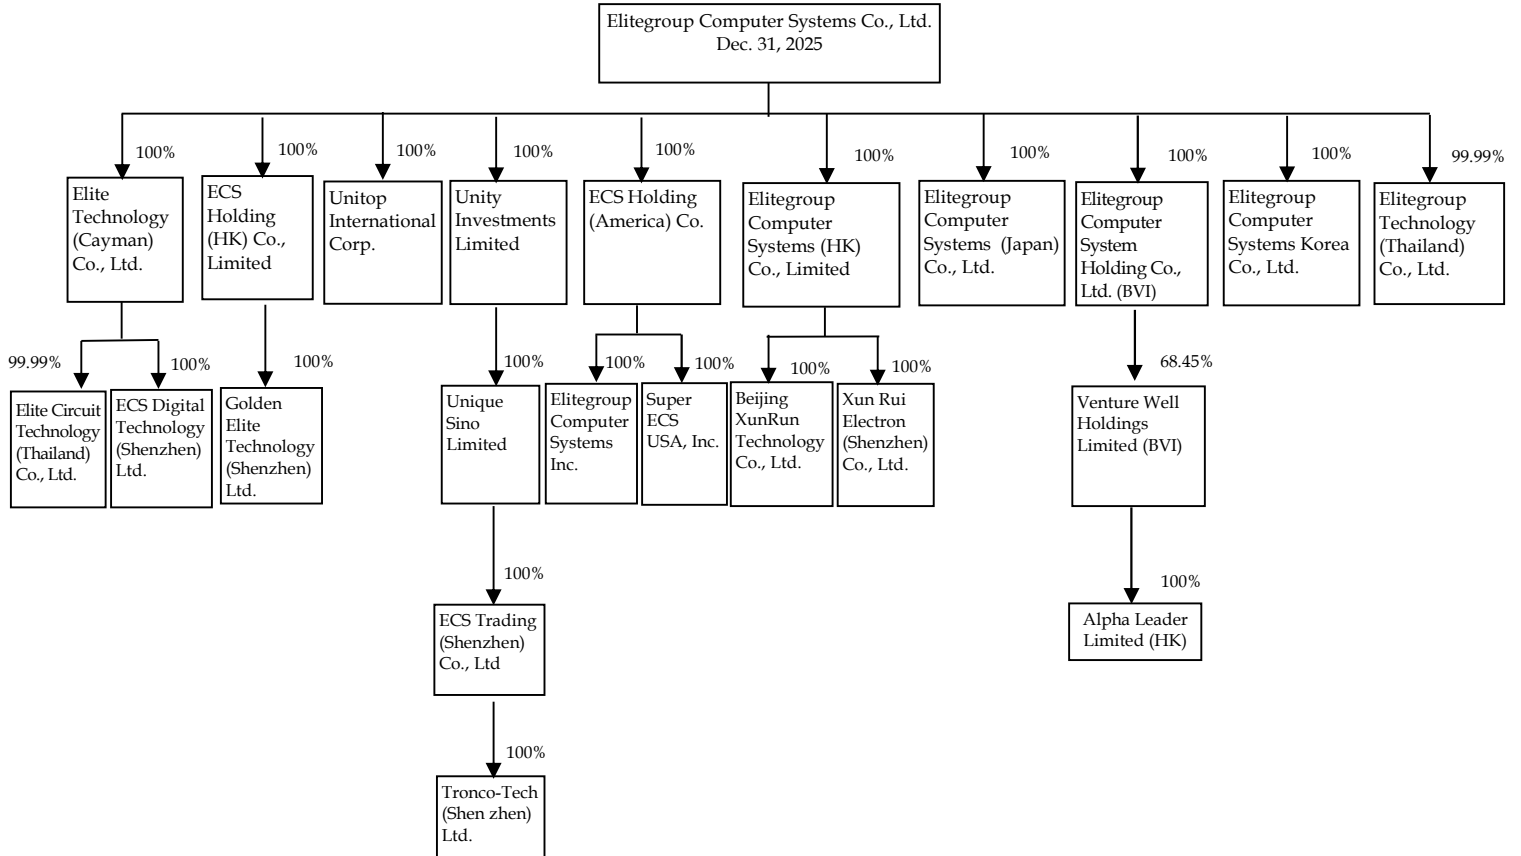 Elitegroup Computer Systems Co., Ltd.
Dec. 31, 2025
100%
100%
100%
100%
100%
100%
100%
100%
100%
99.99%
Elite
Technology
(Cayman)
Co., Ltd.
ECS
Holding
(HK) Co.,
Limited
Unitop
International
Corp.
Unity
Investments
Limited
ECS Holding
(America) Co.
Elitegroup
Computer
Systems (HK)
Co., Limited
Elitegroup
Computer
Systems (Japan)
Co., Ltd.
Elitegroup
Computer
System
Holding Co.,
Ltd. (BVI)
Elitegroup
Computer
Systems Korea
Co., Ltd.
Elitegroup
Technology
(Thailand)
Co., Ltd.
99.99%
100%
100%
100%
100%
100%
100%
100%
68.45%
Elite Circuit
Technology
(Thailand)
Co., Ltd.
ECS Digital
Technology
(Shenzhen)
Ltd.
Golden
Elite
Technology
(Shenzhen)
Ltd.
Unique
Sino
Limited
Elitegroup
Computer
Systems
Inc.
Super
ECS
USA, Inc.
Beijing
XunRun
Technology
Co., Ltd.
Xun Rui
Electron
(Shenzhen)
Co., Ltd.
Venture Well
Holdings
Limited (BVI)
100%
100%
ECS Trading
(Shenzhen)
Co., Ltd
Alpha Leader
Limited (HK)
100%
Tronco-Tech
(Shen zhen)
Ltd.